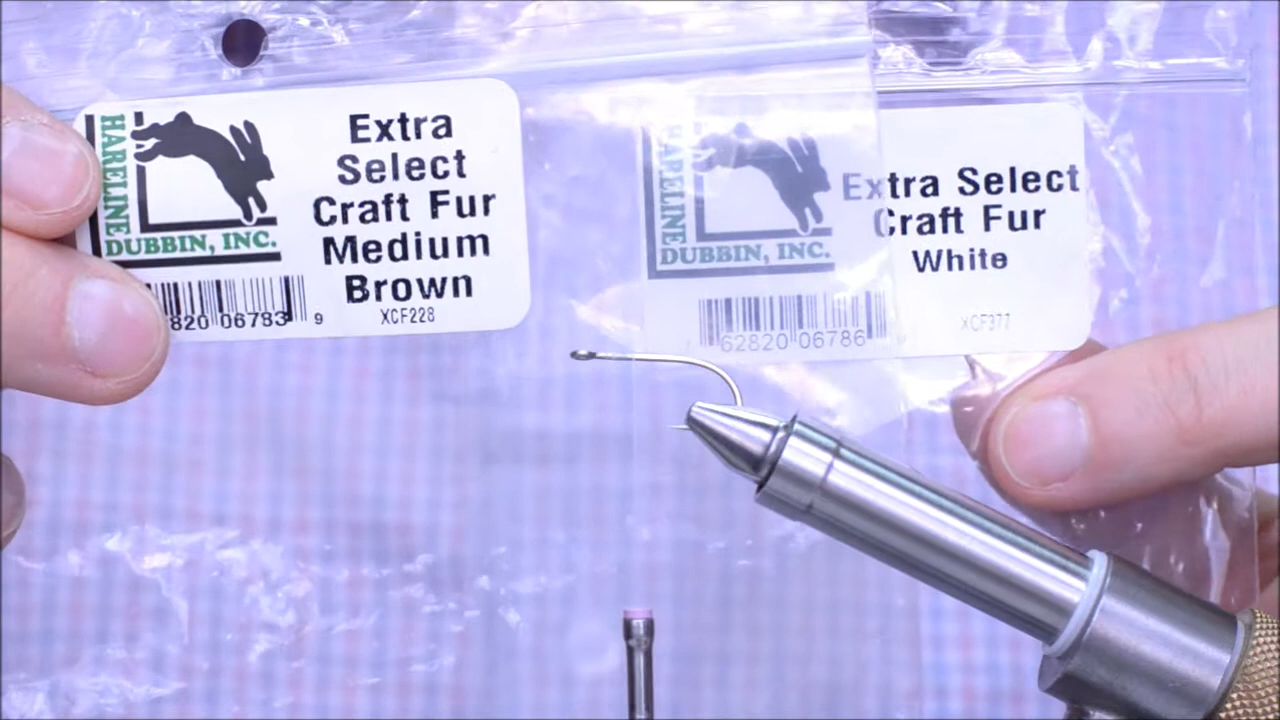 HARELINE
DUBBIN, INC.
Extra
Select
Craft Fur
Medium
Brown
XCF228
820 06783 9
HARELINE
DUBBIN, INC.
Extra Select
Craft Fur
White
62820 06786